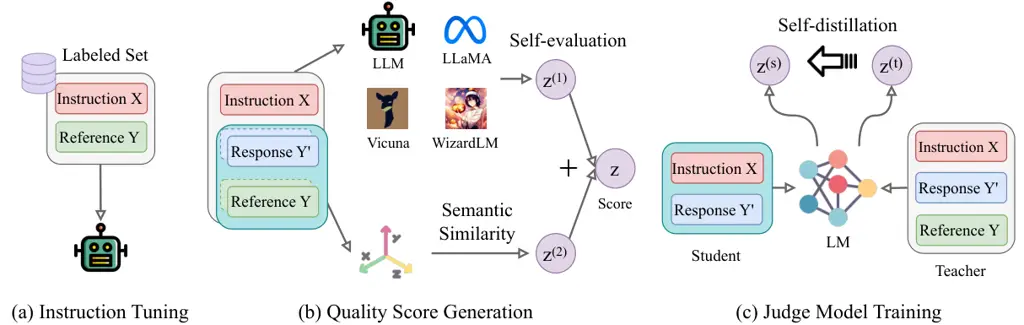 Labeled Set
Instruction X
Reference Y
(a) Instruction Tuning
Instruction X
Response Y'
Reference Y
LLM
LLaMA
Vicuna
WizardLM
Self-evaluation
z(1)
+
z
Score
x
Y
z
Semantic
Similarity
z(2)
(b) Quality Score Generation
Self-distillation
z(s)
z(t)
Instruction X
Response Y'
Student
LM
Instruction X
Response Y'
Reference Y
Teacher
(c) Judge Model Training